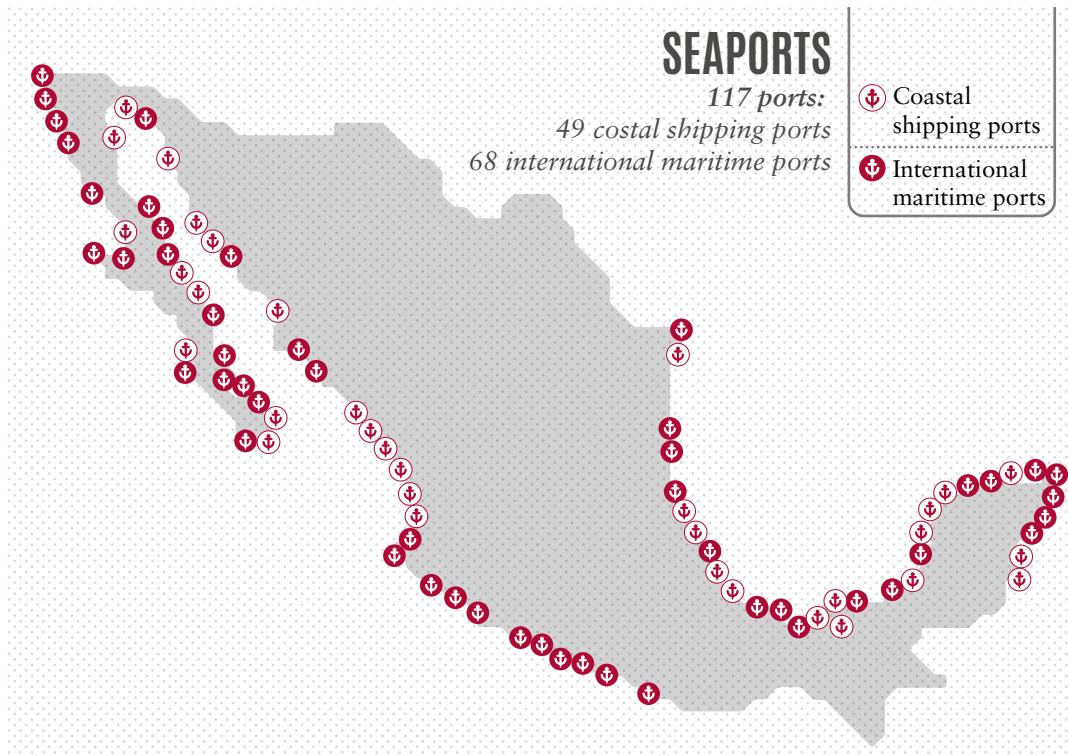 SEAPORTS
117 ports:
49 costal shipping ports
68 international maritime ports
Coastal
shipping ports
International
maritime ports